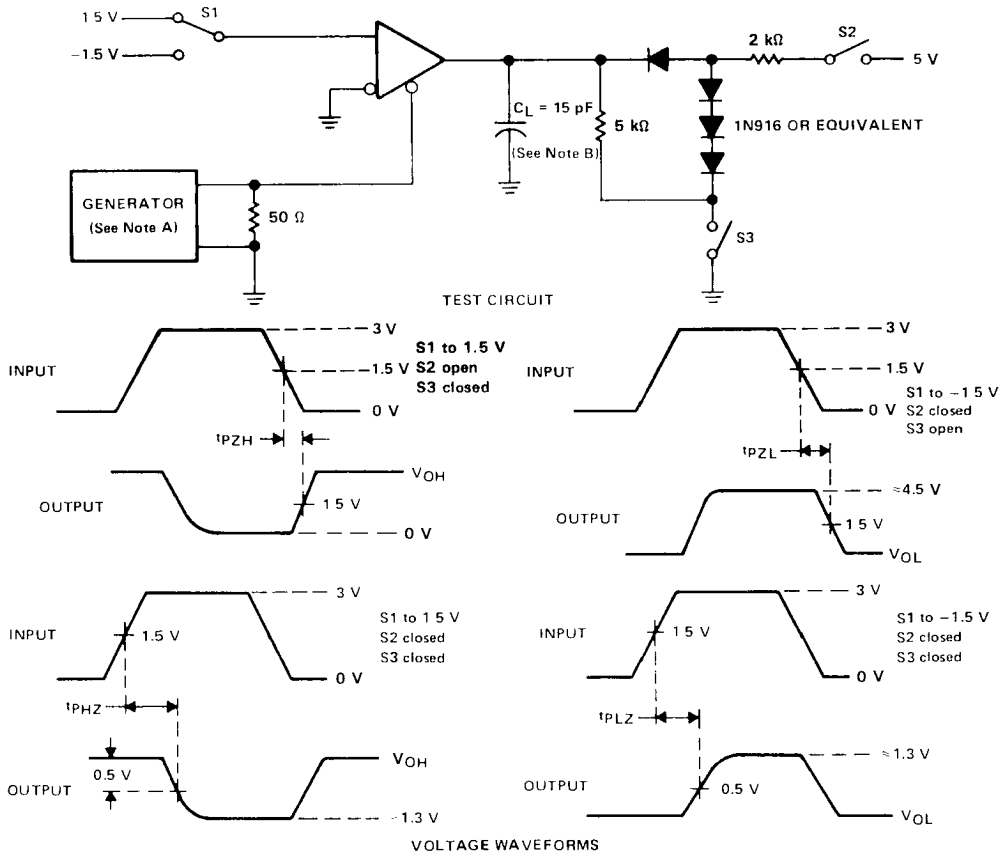 1 5 V
S1
−1.5 V
S2
2 kΩ
5 V
CL = 15 pF
(See Note B)
5 kΩ
1N916 OR EQUIVALENT
GENERATOR
(See Note A)
50 Ω
S3
TEST CIRCUIT
INPUT
3 V
1.5 V
0 V
S1 to 1.5 V
S2 open
S3 closed
tPZH
OUTPUT
VOH
1 5 V
0 V
INPUT
3 V
1.5 V
0 V
S1 to −1 5 V
S2 closed
S3 open
tPZL
OUTPUT
≈4.5 V
1 5 V
VOL
INPUT
3 V
1.5 V
0 V
S1 to 1 5 V
S2 closed
S3 closed
tPHZ
0.5 V
OUTPUT
VOH
1.3 V
INPUT
3 V
1 5 V
0 V
S1 to −1.5 V
S2 closed
S3 closed
tPLZ
OUTPUT
≈1.3 V
0.5 V
VOL
VOLTAGE WAVEFORMS